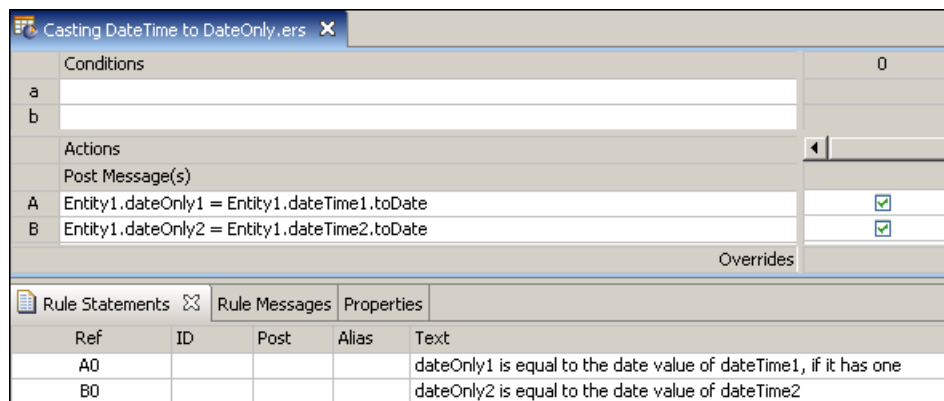 Casting DateTime to DateOnly.ers
Conditions 0
a
b
Actions
Post Message(s)
A Entity1.dateOnly1 = Entity1.dateTime1.toDate
B Entity1.dateOnly2 = Entity1.dateTime2.toDate
Overrides
Rule Statements Rule Messages Properties
Ref ID Post Alias Text
A0 dateOnly1 is equal to the date value of dateTime1, if it has one
B0 dateOnly2 is equal to the date value of dateTime2